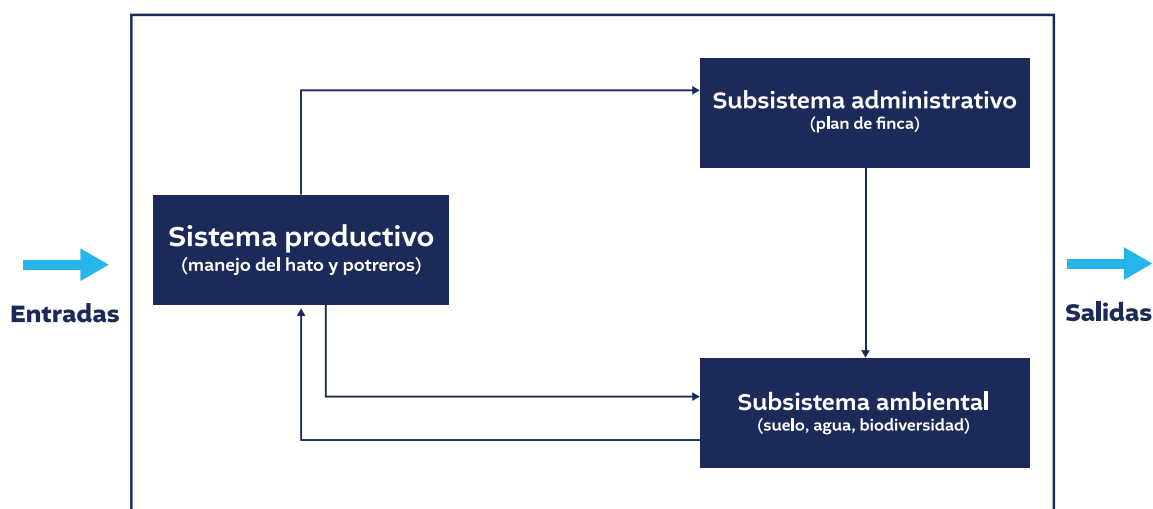 Subsistema administrativo
(plan de finca)
Sistema productivo
(manejo del hato y potreros)
Entradas
Salidas
Subsistema ambiental
(suelo, agua, biodiversidad)